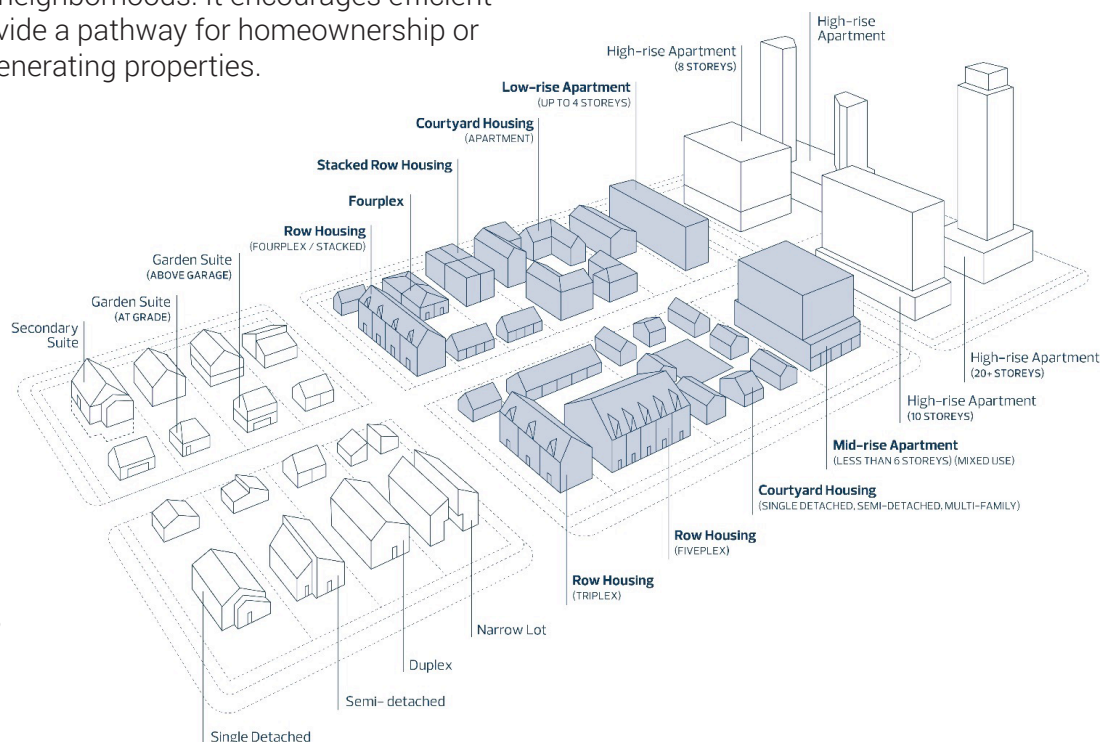 neighborhoods. It encourages efficient
vide a pathway for homeownership or
enerating properties.
High-rise
Apartment
High-rise Apartment
(8 STOREYS)
Low-rise Apartment
(UP TO 4 STOREYS)
Courtyard Housing
(APARTMENT)
Stacked Row Housing
Fourplex
Row Housing
(FOURPLEX / STACKED)
Garden Suite
(ABOVE GARAGE)
Garden Suite
(AT GRADE)
Secondary
Suite
High-rise Apartment
(20+ STOREYS)
High-rise Apartment
(10 STOREYS)
Mid-rise Apartment
(LESS THAN 6 STOREYS) (MIXED USE)
Courtyard Housing
(SINGLE DETACHED, SEMI-DETACHED, MULTI-FAMILY)
Row Housing
(FIVEPLEX)
Row Housing
(TRIPLEX)
Narrow Lot
Duplex
Semi- detached
Single Detached